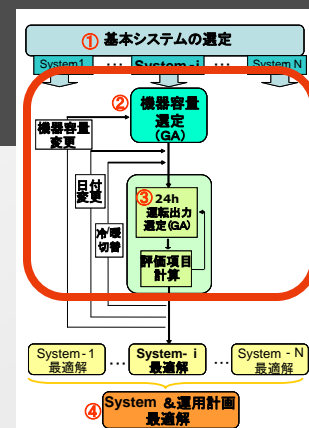 ① 基本システムの選定
System1 … System-i … System N
② 機器容量
選定
(GA)
機器容量
変更
日付
変更
冷/暖
切替
③ 24h
運転出力
選定(GA)
評価項目
計算
System-1
最適解
…
System- i
最適解
…
System - N
最適解
④ System &運用計画
最適解